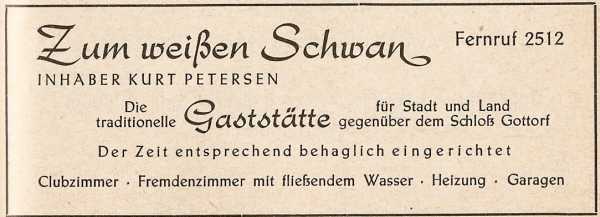 Zum weißen Schwan Fernruf 2512
INHABER KURT PETERSEN
Die traditionelle Gaststätte für Stadt und Land gegenüber dem Schloß Gottorf
Der Zeit entsprechend behaglich eingerichtet
Clubzimmer · Fremdenzimmer mit fließendem Wasser · Heizung · Garagen